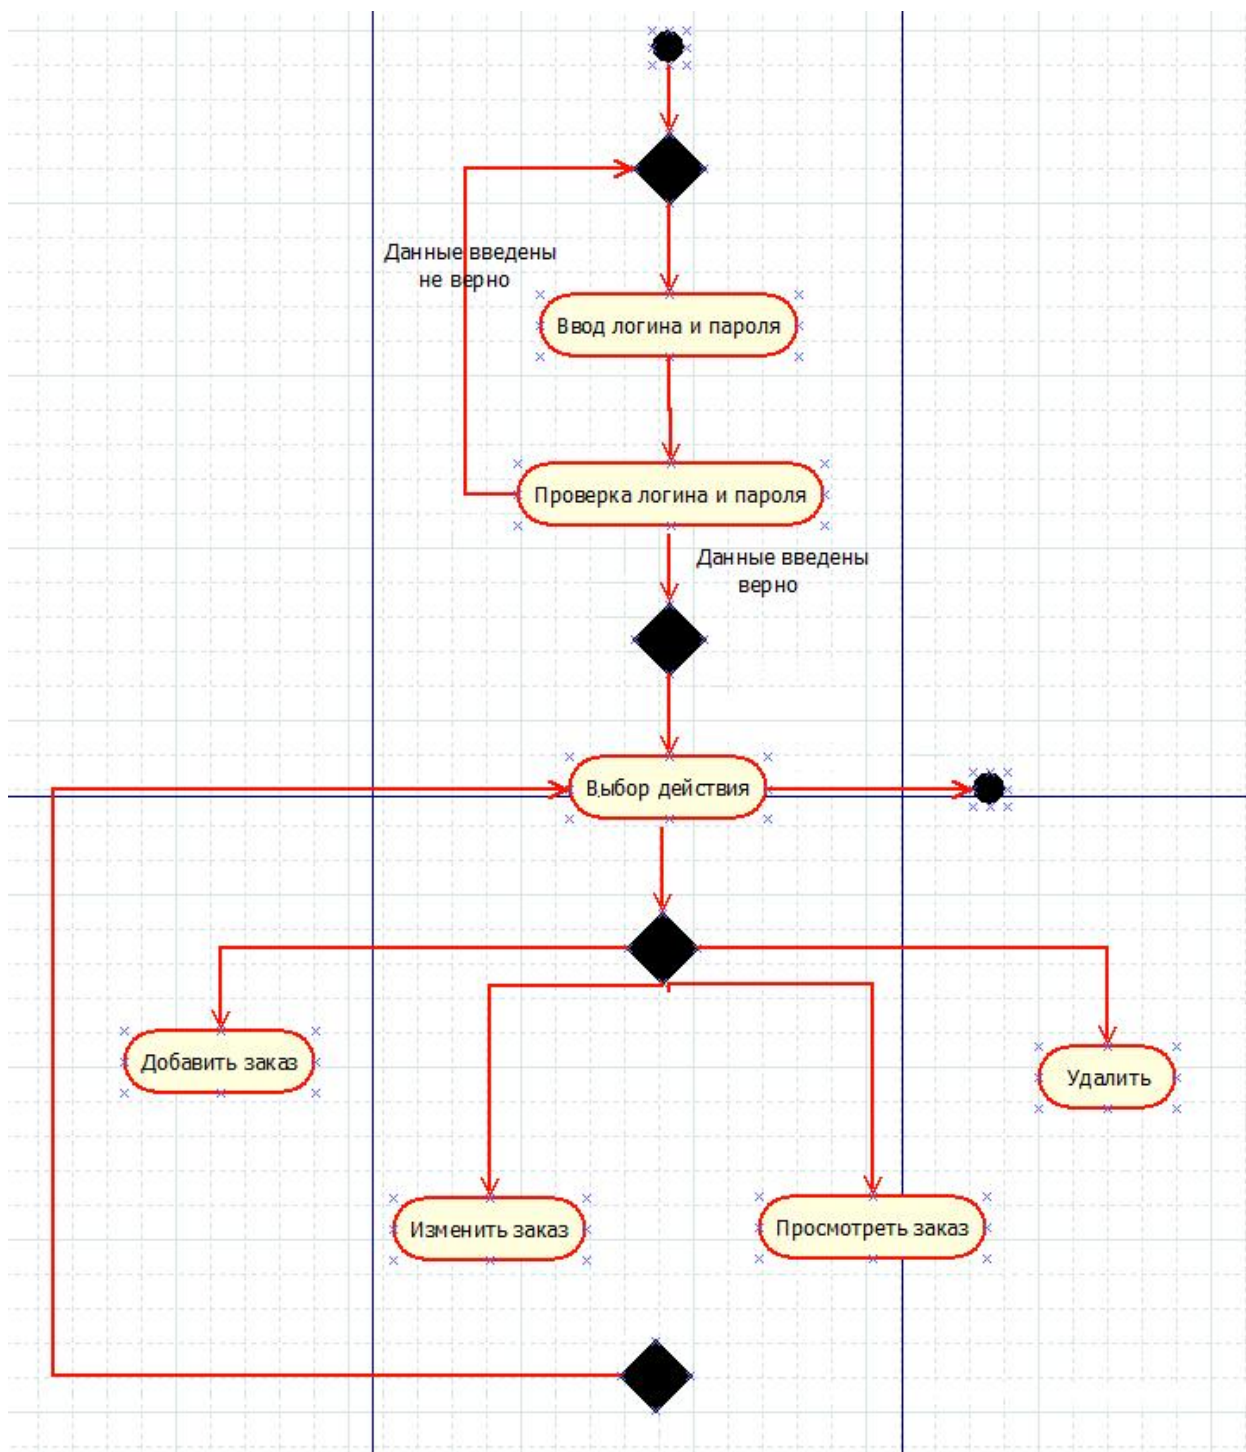 Данные введены
не верно
Ввод логина и пароля
Проверка логина и пароля
Данные введены
верно
Выбор действия
Добавить заказ
Удалить
Изменить заказ
Просмотреть заказ